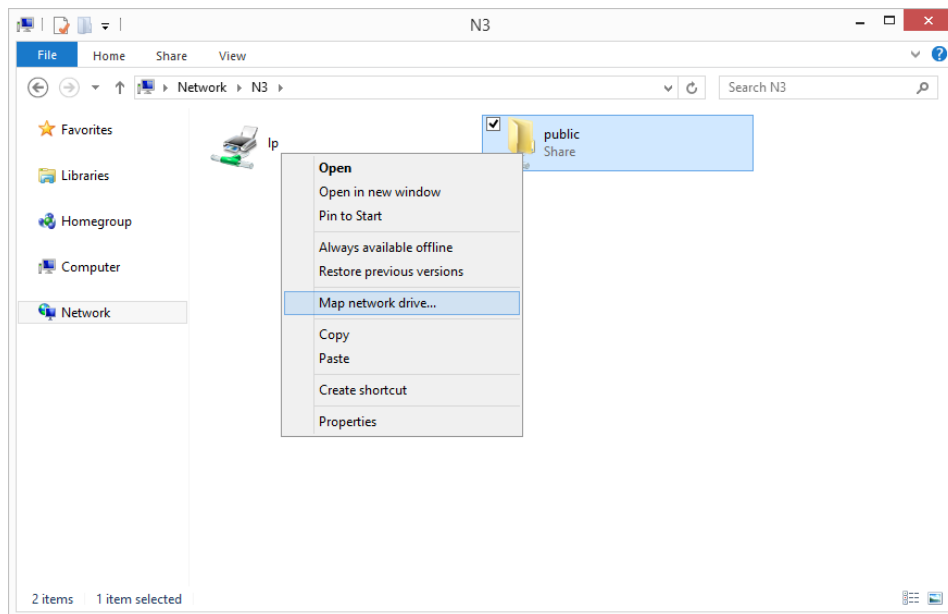 N3
File Home Share View
Network N3 Search N3
Favorites
Libraries
Homegroup
Computer
Network
lp
public
Share
Open
Open in new window
Pin to Start
Always available offline
Restore previous versions
Map network drive...
Copy
Paste
Create shortcut
Properties
2 items 1 item selected